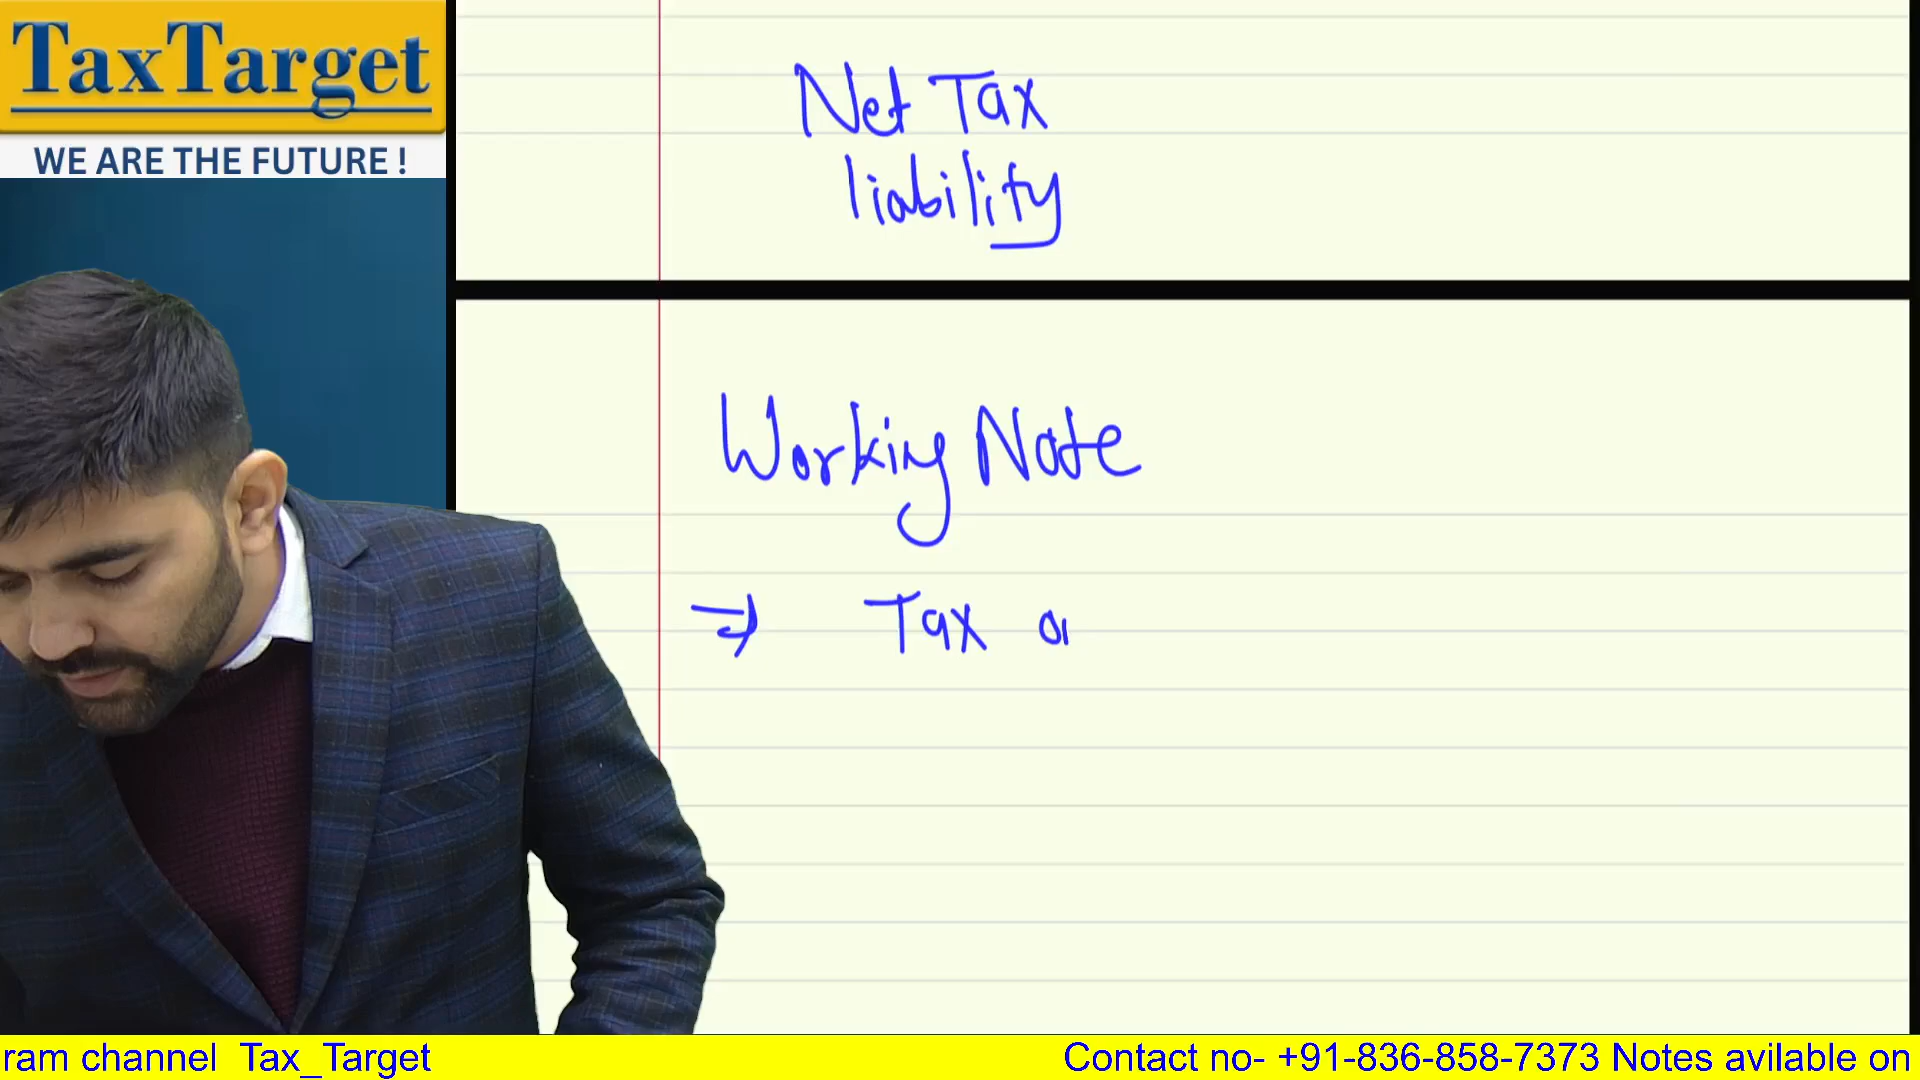 TaxTarget
WE ARE THE FUTURE !
Net Tax
liability
Working Note
⇒ Tax
ram channel Tax_Target
Contact no- +91-836-858-7373 Notes avilable on